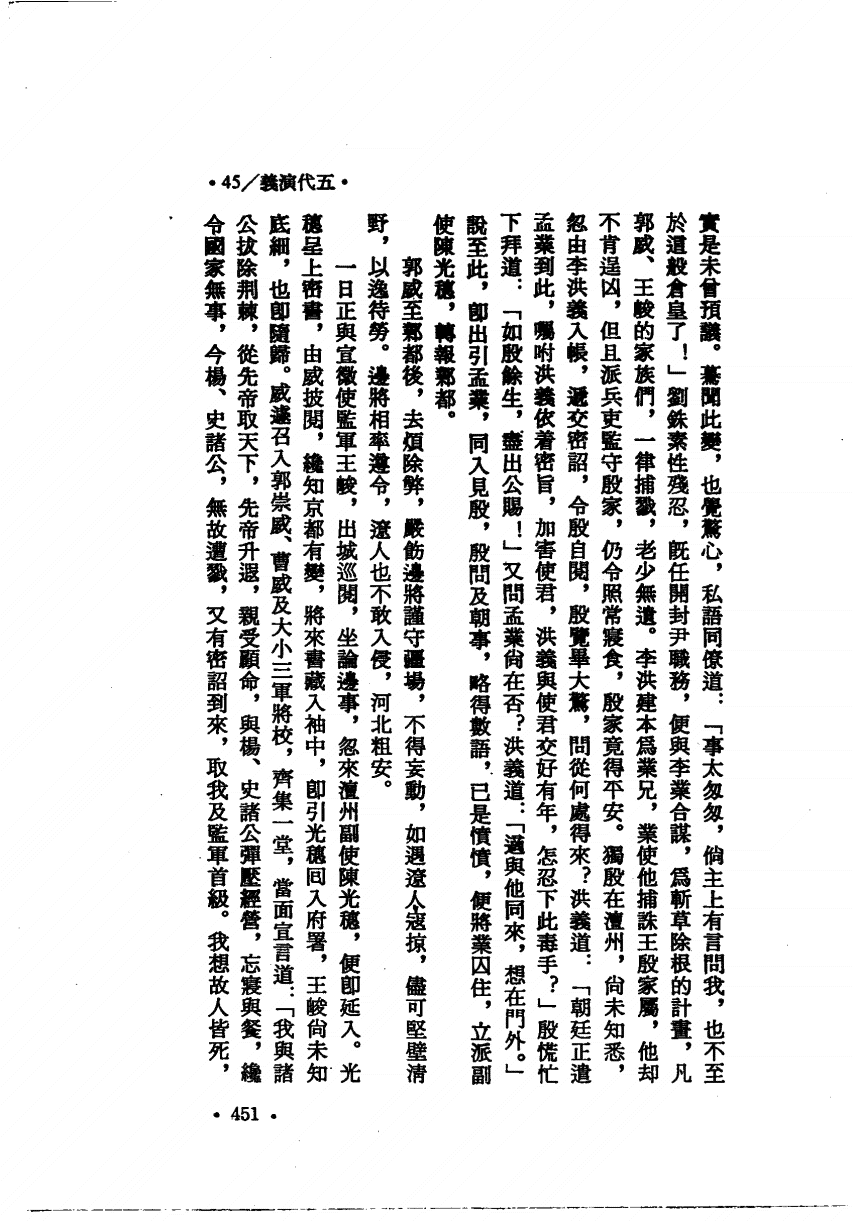 •45/義演代五•
實是未曾預議。驀聞此變，也覺驚心，私語同僚道：「事太匆匆，倘主上有言問我，也不至
於這般倉皇了！」劉銖素性殘忍，旣任開封尹職務，便與李業合謀，爲斬草除根的計畫，凡
郭威、王峻的家族們，一律捕戮，老少無遺。李洪建本爲業兄，業使他捕誅王殷家屬，他却
不肯逞凶，但且派兵吏監守殷家，仍令照常寢食，殷家竟得平安。獨殷在澶州，尙未知悉，
忽由李洪義入帳，遞交密詔，令殷自閱，殷覽畢大驚，問從何處得來？洪義道：「朝廷正遣
孟業到此，囑咐洪義依着密旨，加害使君，洪義與使君交好有年，怎忍下此毒手？」殷慌忙
下拜道：「如殷餘生，盡出公賜！」又問孟業尙在否？洪義道：「適與他同來，想在門外。」
說至此，卽出引孟業，同入見殷，殷問及朝事，略得數語，已是憤憤，便將業囚住，立派副
使陳光穗，轉報鄴都。
郭威至鄴都後，去煩除弊，嚴飭邊將謹守疆場，不得妄動，如遇遼人寇掠，儘可堅壁清
野，以逸待勞。邊將相率遵令，遼人也不敢入侵，河北粗安。
一日正與宣徽使監軍王峻，出城巡閱，坐論邊事，忽來澶州副使陳光穗，便卽延入。光
穗呈上密書，由威披閱，纔知京都有變，將來書藏入袖中，卽引光穗回入府署，王峻尙未知
底細，也卽隨歸。威遽召入郭崇威、曹威及大小三軍將校，齊集一堂，當面宣言道：「我與諸
公拔除荆棘，從先帝取天下，先帝升遐，親受顧命，與楊、史諸公彈壓經營，忘寢與餐，纔
令國家無事，今楊、史諸公，無故遭戮，又有密詔到來，取我及監軍首級。我想故人皆死，
•451•